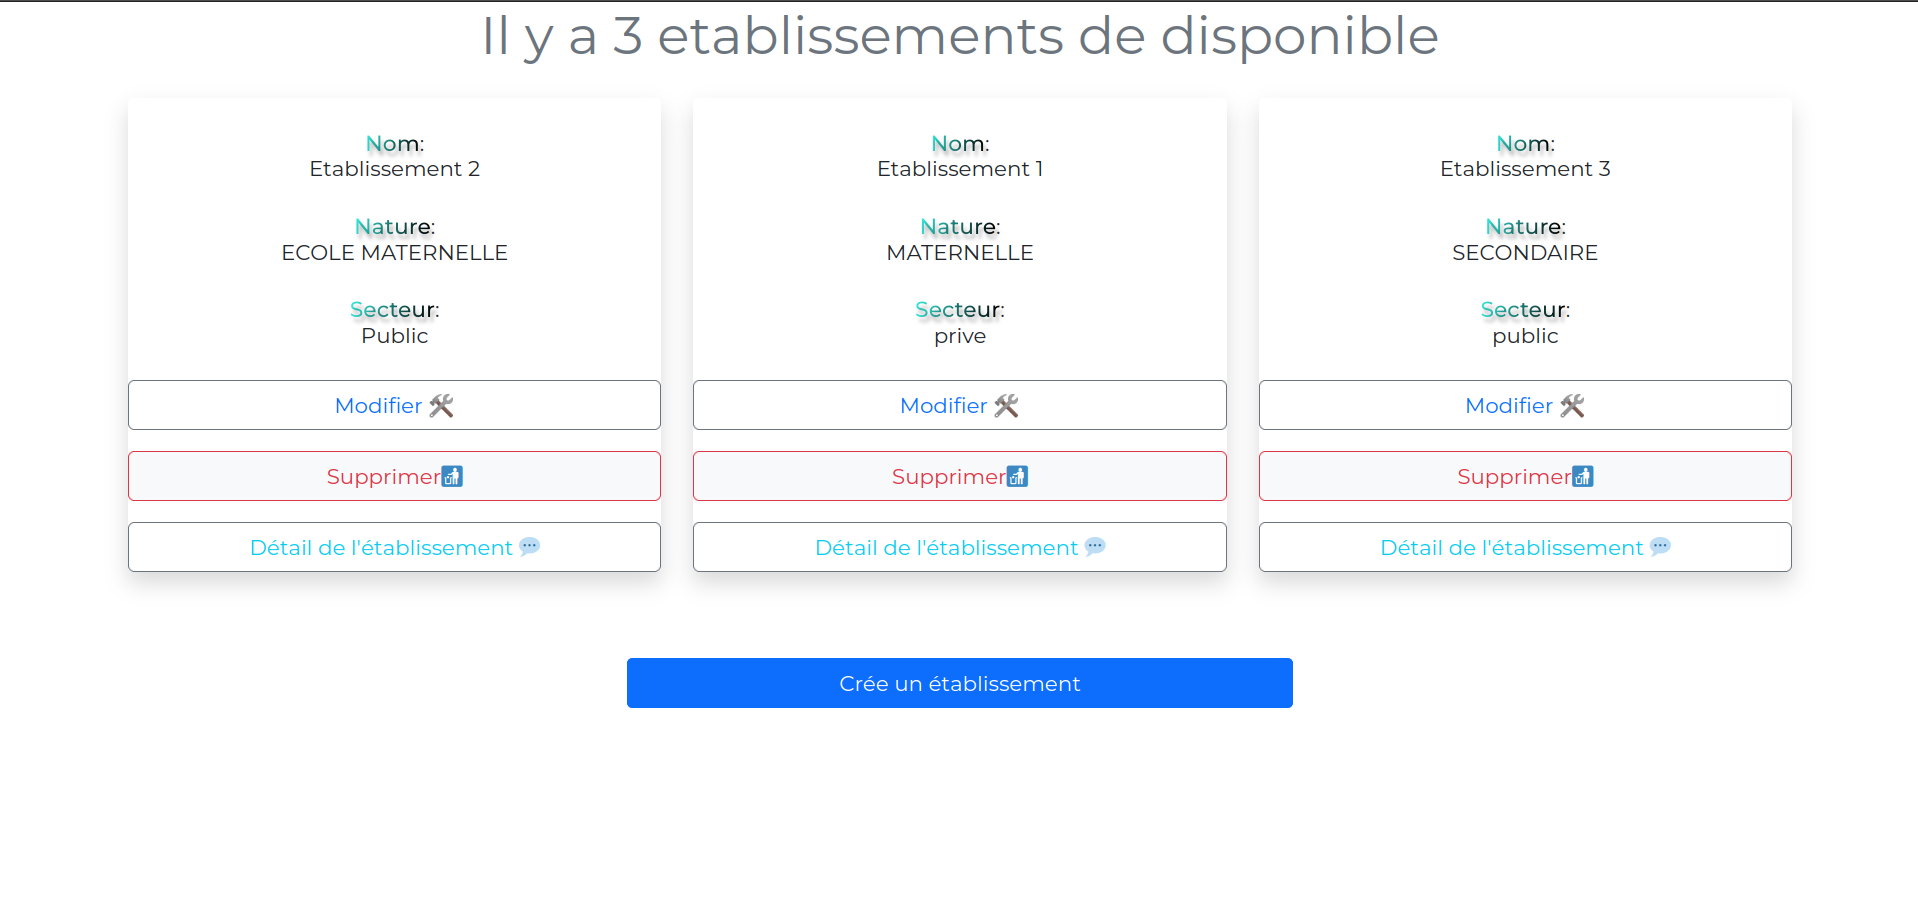 Il y a 3 etablissements de disponible
Nom:
Etablissement 2
Nature:
ECOLE MATERNELLE
Secteur:
Public
Modifier 🛠
Supprimer🚮
Détail de l'établissement 💬
Nom:
Etablissement 1
Nature:
MATERNELLE
Secteur:
prive
Modifier 🛠
Supprimer🚮
Détail de l'établissement 💬
Nom:
Etablissement 3
Nature:
SECONDAIRE
Secteur:
public
Modifier 🛠
Supprimer🚮
Détail de l'établissement 💬
Crée un établissement